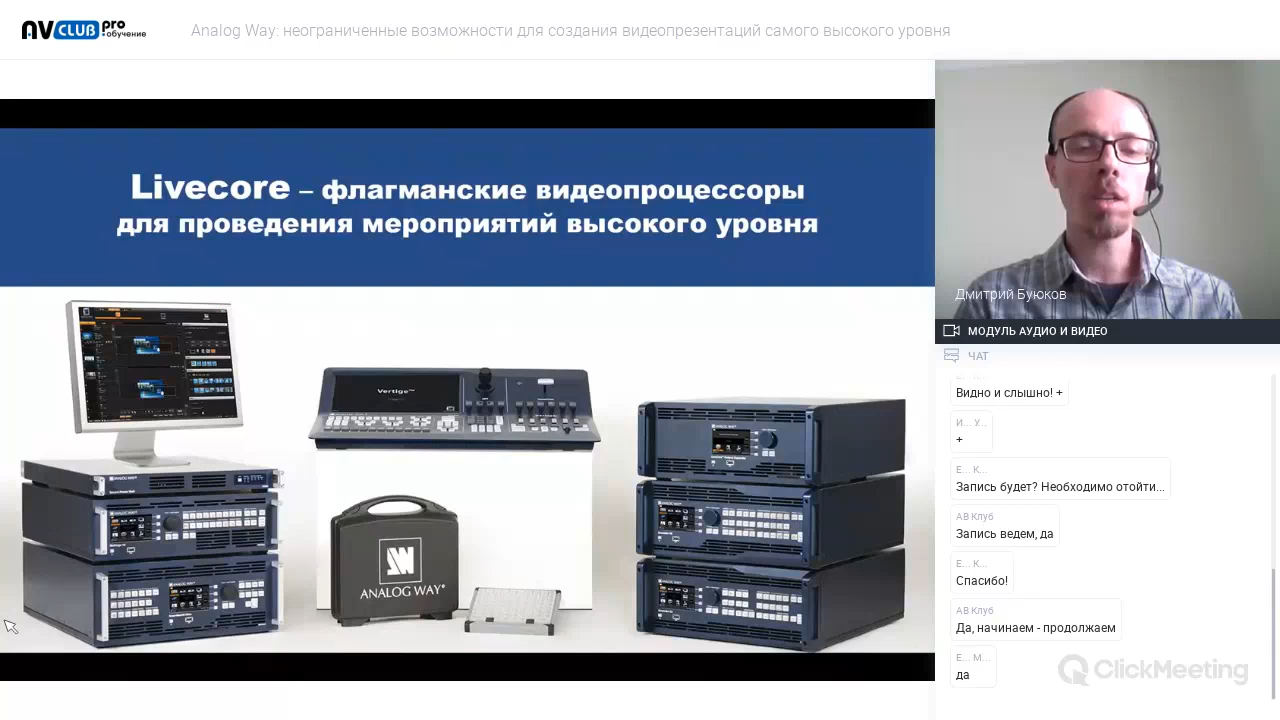 AV CLUB pro
обучение
Analog Way: неограниченные возможности для создания видеопрезентаций самого высокого уровня
Livecore – флагманские видеопроцессоры
для проведения мероприятий высокого уровня
Vertige™
ANALOG WAY®
Дмитрий Буюков
МОДУЛЬ АУДИО И ВИДЕО
ЧАТ
Видно и слышно! +
И... У...
+
Е... К...
Запись будет? Необходимо отойти...
АВ Клуб
Запись ведем, да
Е... К...
Спасибо!
АВ Клуб
Да, начинаем - продолжаем
Е... М...
да
ClickMeeting